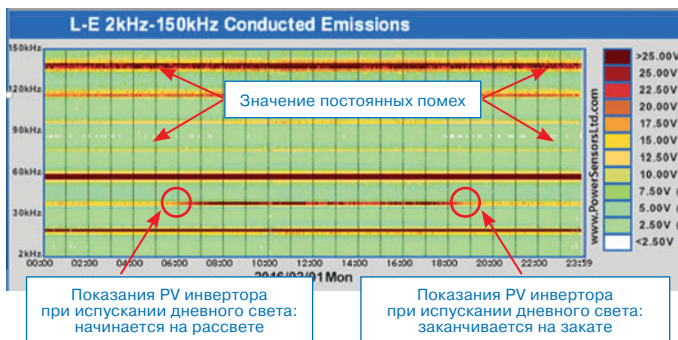 L-E 2kHz-150kHz Conducted Emissions
150kHz
120kHz
90kHz
60kHz
30kHz
2kHz
Значение постоянных помех
>25.00V
25.00V
22.50V
20.00V
17.50V
15.00V
12.50V
10.00V
7.50V
5.00V
2.50V
<2.50V
www.PowerSensorsLtd.com
00:00 02:00 04:00 06:00 08:00 10:00 12:00 14:00 16:00 18:00 20:00 22:00 23:59
2016/02/01 Mon
Показания PV инвертора
при испускании дневного света:
начинается на рассвете
Показания PV инвертора
при испускании дневного света:
заканчивается на закате